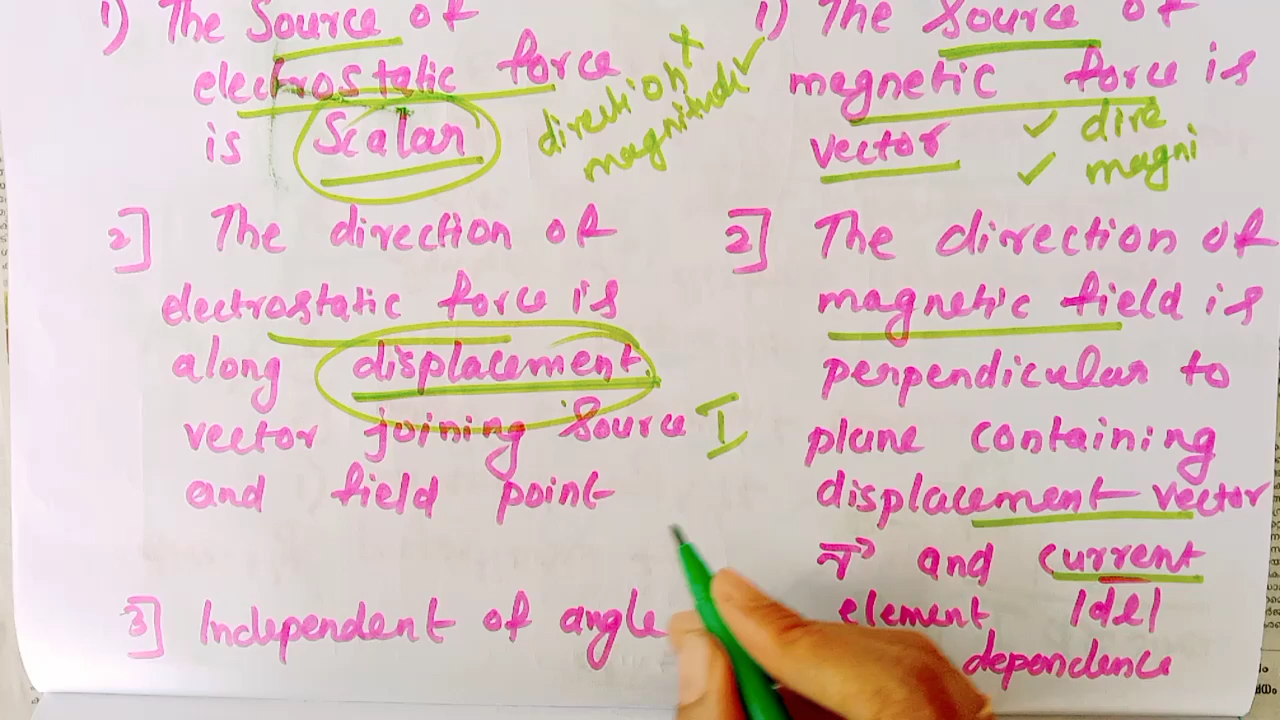 1) The Source of
electrostatic force
is Scalar
direction +
magnitude ✓
2] The direction of
electrostatic force is
along displacement
vector joining Source
and field point
I
3] Independent of angle
1) The Source of
magnetic force is
vector ✓ dire
✓ magni
2] The direction of
magnetic field is
perpendicular to
plane containing
displacement vector
r⃗ and current
element Idel
dependence